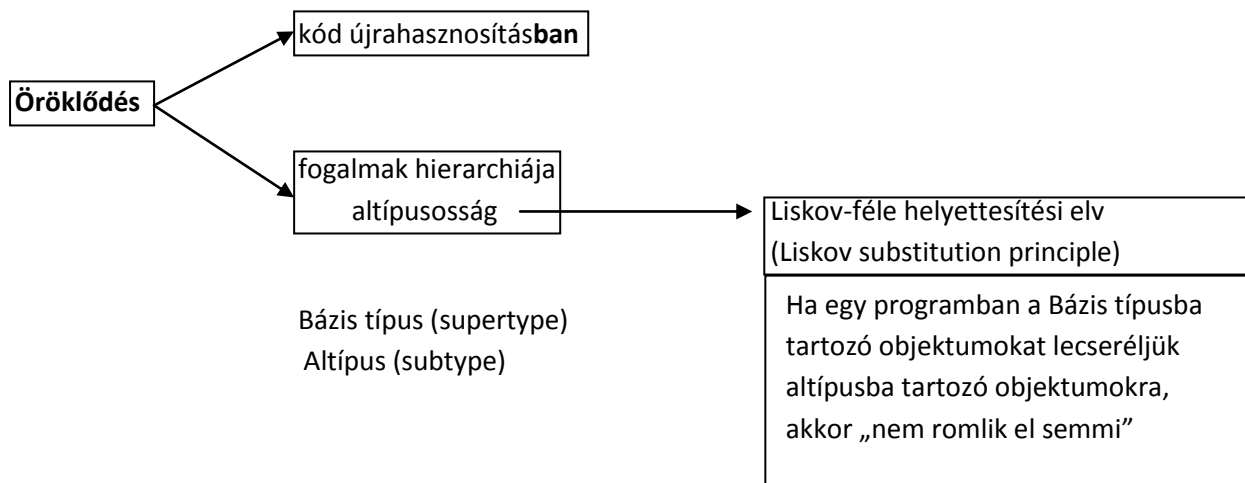 kód újrahasznosításban
Öröklődés
fogalmak hierarchiája
altípusosság
Liskov-féle helyettesítési elv
(Liskov substitution principle)
Bázis típus (supertype)
Altípus (subtype)
Ha egy programban a Bázis típusba
tartozó objektumokat lecseréljük
altípusba tartozó objektumokra,
akkor „nem romlik el semmi”